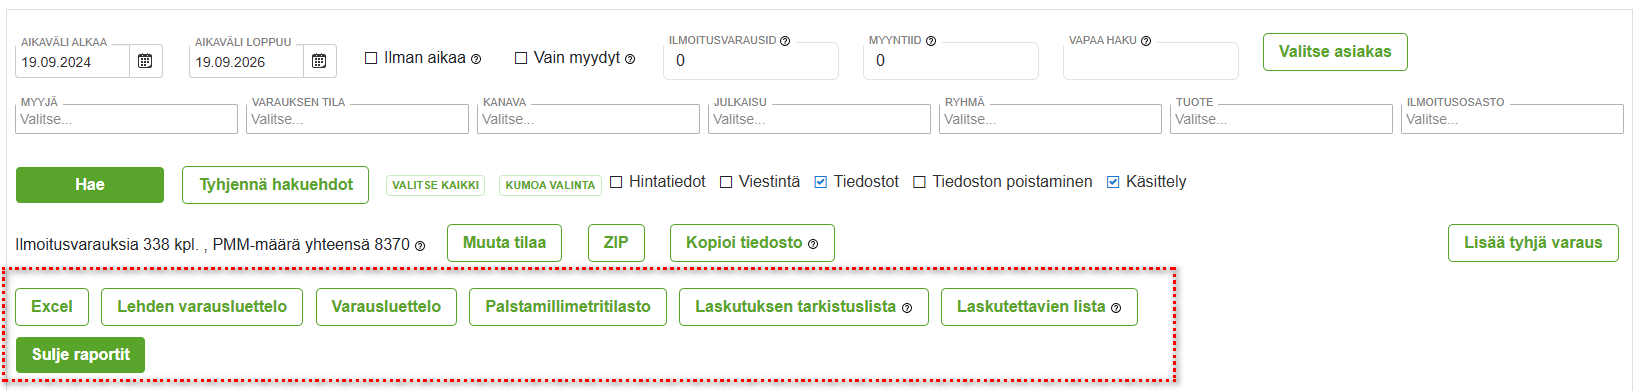 AIKAVÄLI ALKAA AIKAVÄLI LOPPUU ILMOITUSVARAUSID MYYNTIID VAPAA HAKU
19.09.2024 19.09.2026 Ilman aikaa Vain myydyt 0 0 Valitse asiakas
MYYJÄ VARAUKSEN TILA KANAVA JULKAISU RYHMÄ TUOTE ILMOITUSOSASTO
Valitse... Valitse... Valitse... Valitse... Valitse... Valitse... Valitse...
Hae Tyhjennä hakuehdot VALITSE KAIKKI KUMOA VALINTA Hintatiedot Viestintä Tiedostot Tiedoston poistaminen Käsittely
Ilmoitusvarauksia 338 kpl. , PMM-määrä yhteensä 8370 Muuta tilaa ZIP Kopioi tiedosto Lisää tyhjä varaus
Excel Lehden varausluettelo Varausluettelo Palstamillimetritilasto Laskutuksen tarkistuslista Laskutettavien lista
Sulje raportit